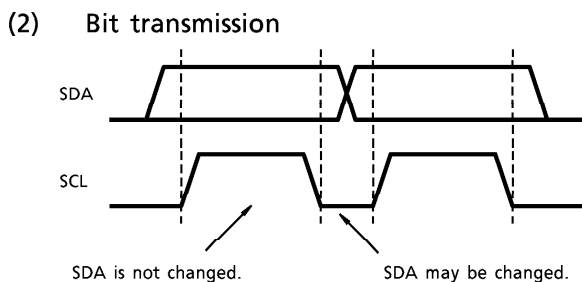 (2) Bit transmission
SDA
SCL
SDA is not changed.
SDA may be changed.